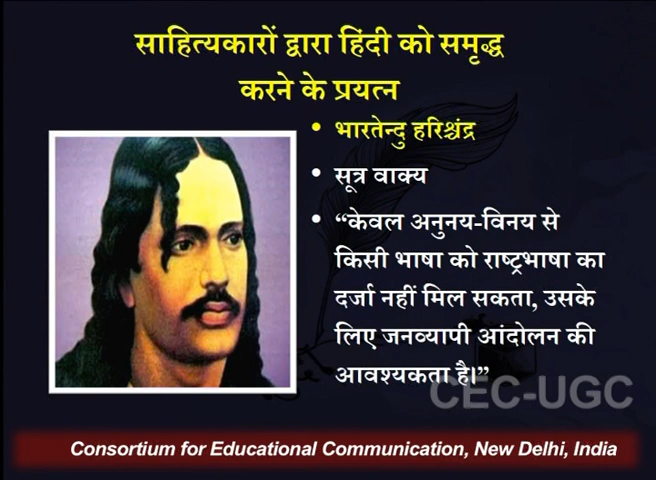 साहित्यकारों द्वारा हिंदी को समृद्ध
करने के प्रयत्न
• भारतेन्दु हरिश्चंद्र
• सूत्र वाक्य
• “केवल अनुनय-विनय से
किसी भाषा को राष्ट्रभाषा का
दर्जा नहीं मिल सकता, उसके
लिए जनव्यापी आंदोलन की
आवश्यकता है।”
CEC-UGC
Consortium for Educational Communication, New Delhi, India